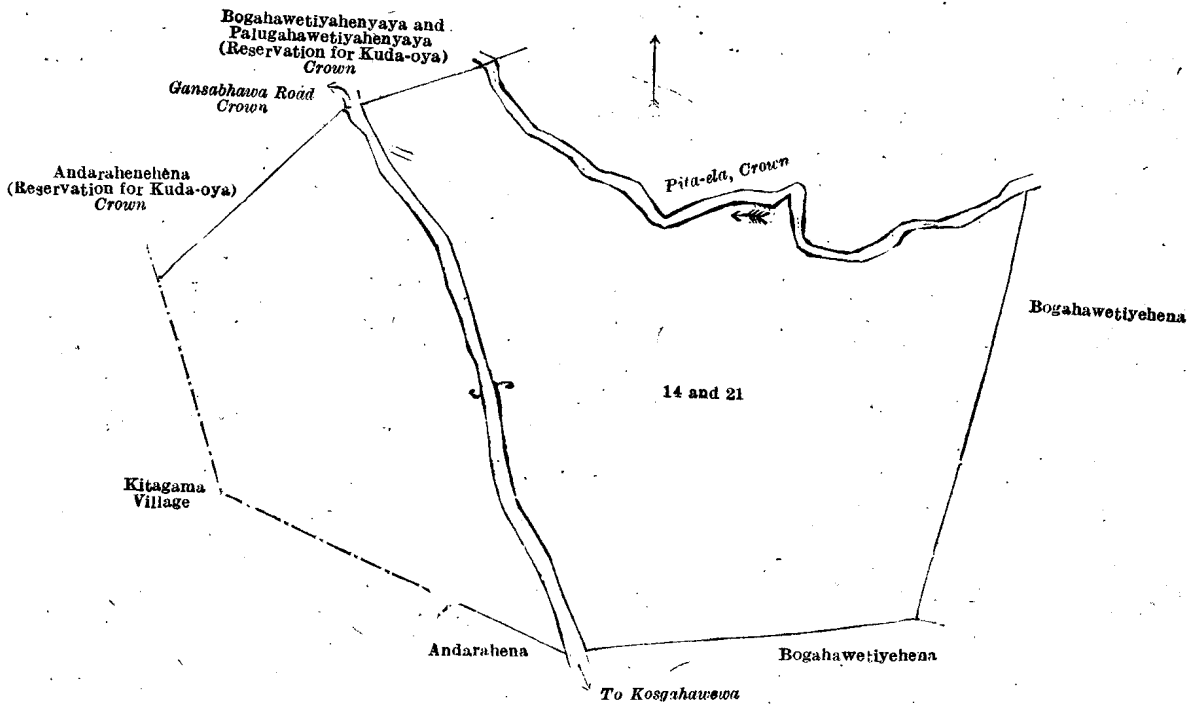 Bogahawetiyahenyaya and
Palugahawetiyahenyaya
(Reservation for Kuda-oya)
Crown
Gansabhawa Road
Crown
Andarahenehena
(Reservation for Kuda-oya)
Crown
Pita-ela, Crown
Bogahawetiyehena
14 and 21
Kitagama
Village
Andarahena
Bogahawetiyehena
To Kosgahawewa